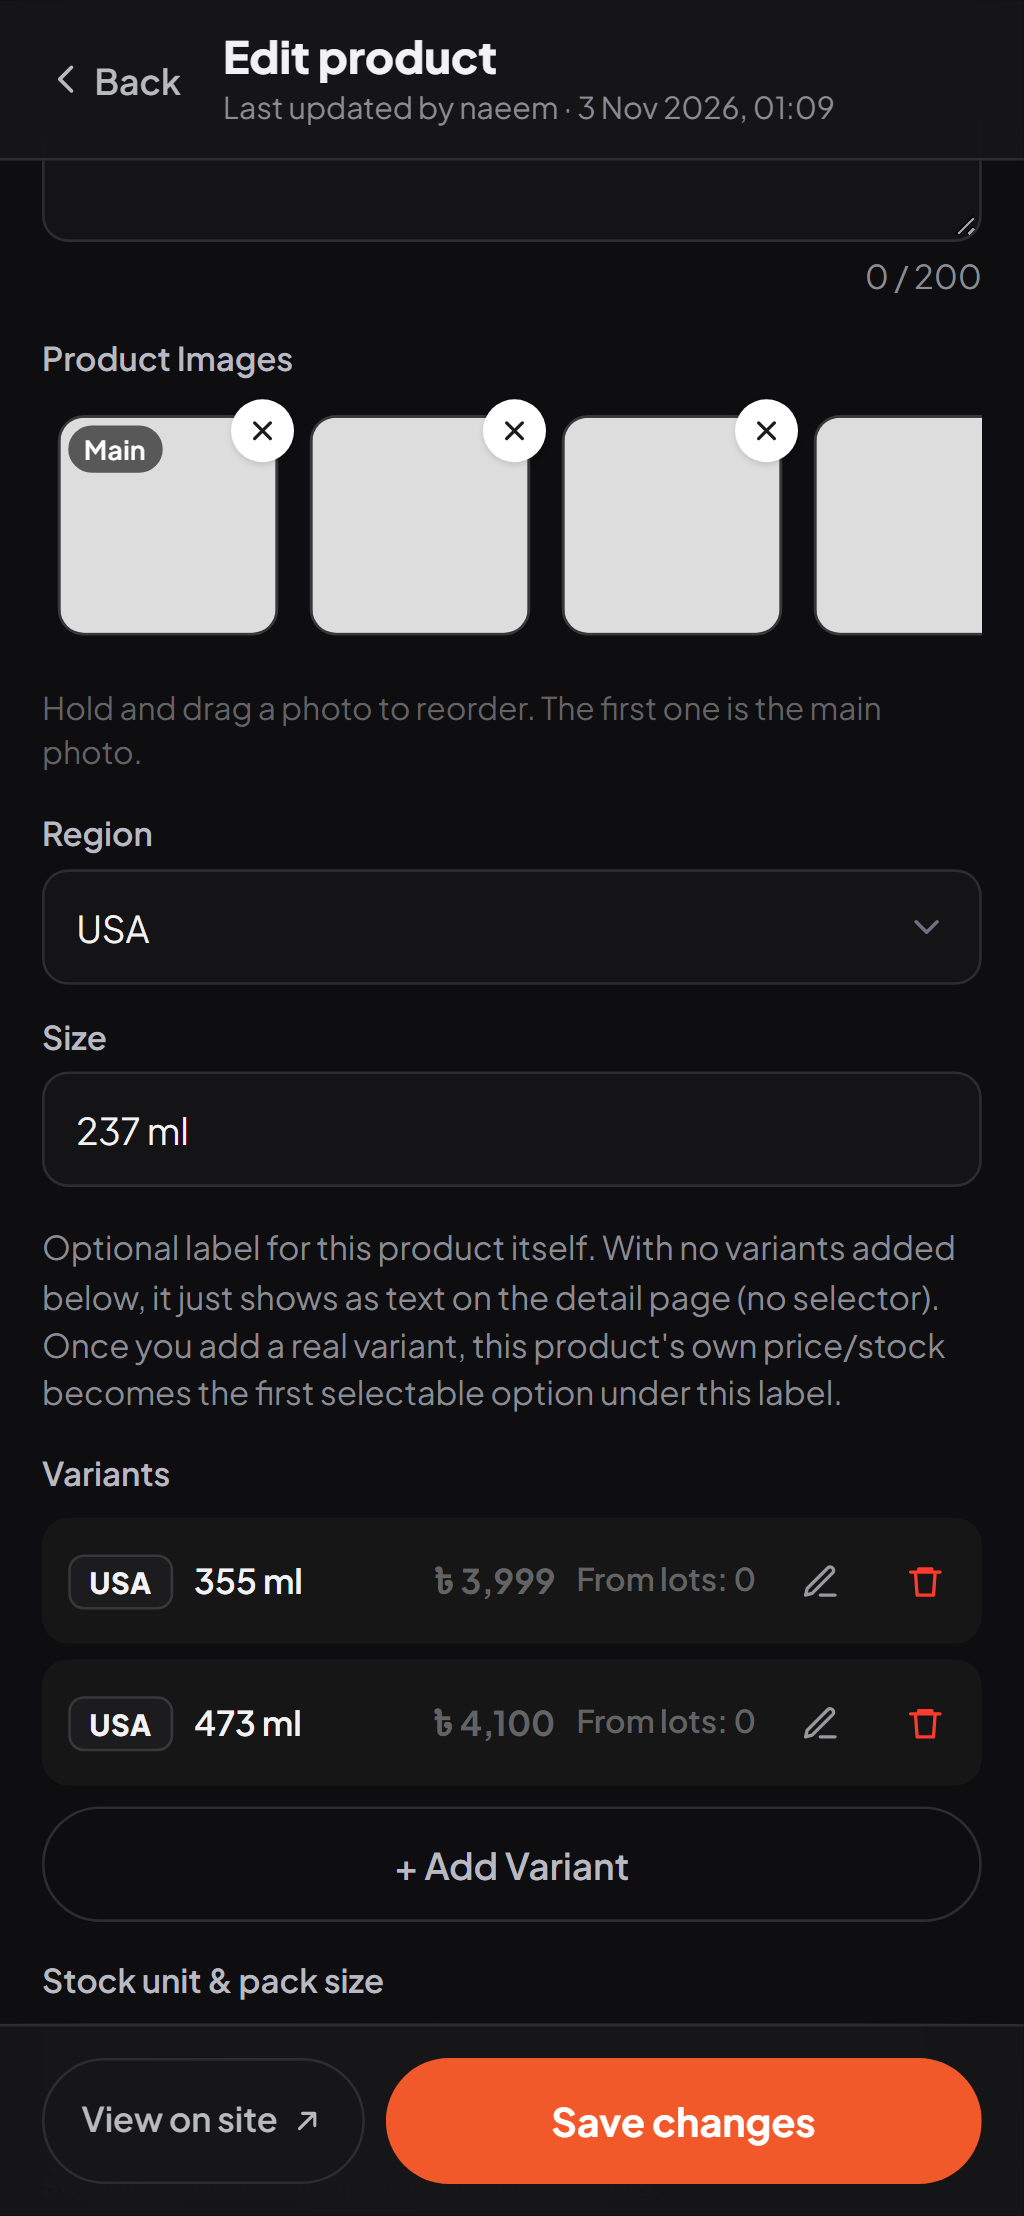 Back
Edit product
Last updated by naeem · 3 Nov 2026, 01:09
0 / 200
Product Images
Main
Hold and drag a photo to reorder. The first one is the main
photo.
Region
USA
Size
237 ml
Optional label for this product itself. With no variants added
below, it just shows as text on the detail page (no selector).
Once you add a real variant, this product's own price/stock
becomes the first selectable option under this label.
Variants
USA 355 ml ৳ 3,999 From lots: 0
USA 473 ml ৳ 4,100 From lots: 0
+ Add Variant
Stock unit & pack size
View on site ↗ Save changes